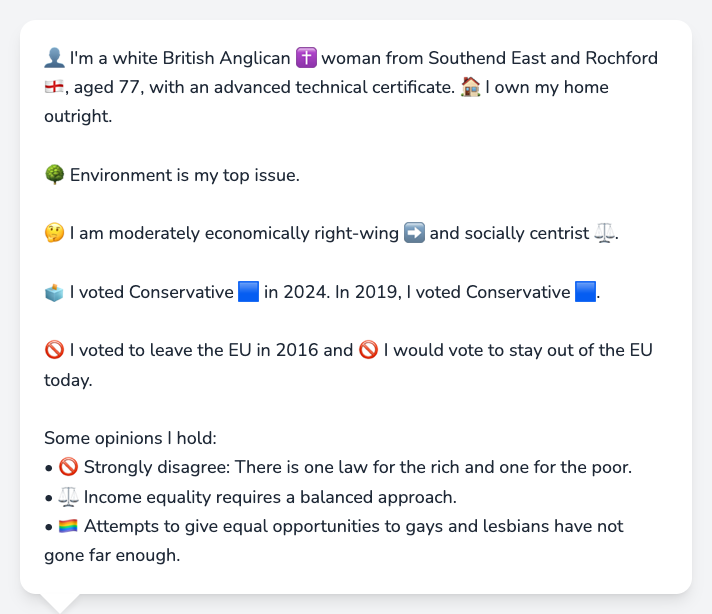 👤 I'm a white British Anglican ✝️ woman from Southend East and Rochford
🏴󠁧󠁢󠁥󠁮󠁧󠁿, aged 77, with an advanced technical certificate. 🏠 I own my home
outright.
🌳 Environment is my top issue.
🤔 I am moderately economically right-wing ➡️ and socially centrist ⚖️.
🗳️ I voted Conservative 🟦 in 2024. In 2019, I voted Conservative 🟦.
🚫 I voted to leave the EU in 2016 and 🚫 I would vote to stay out of the EU
today.
Some opinions I hold:
• 🚫 Strongly disagree: There is one law for the rich and one for the poor.
• ⚖️ Income equality requires a balanced approach.
• 🏳️‍🌈 Attempts to give equal opportunities to gays and lesbians have not
gone far enough.